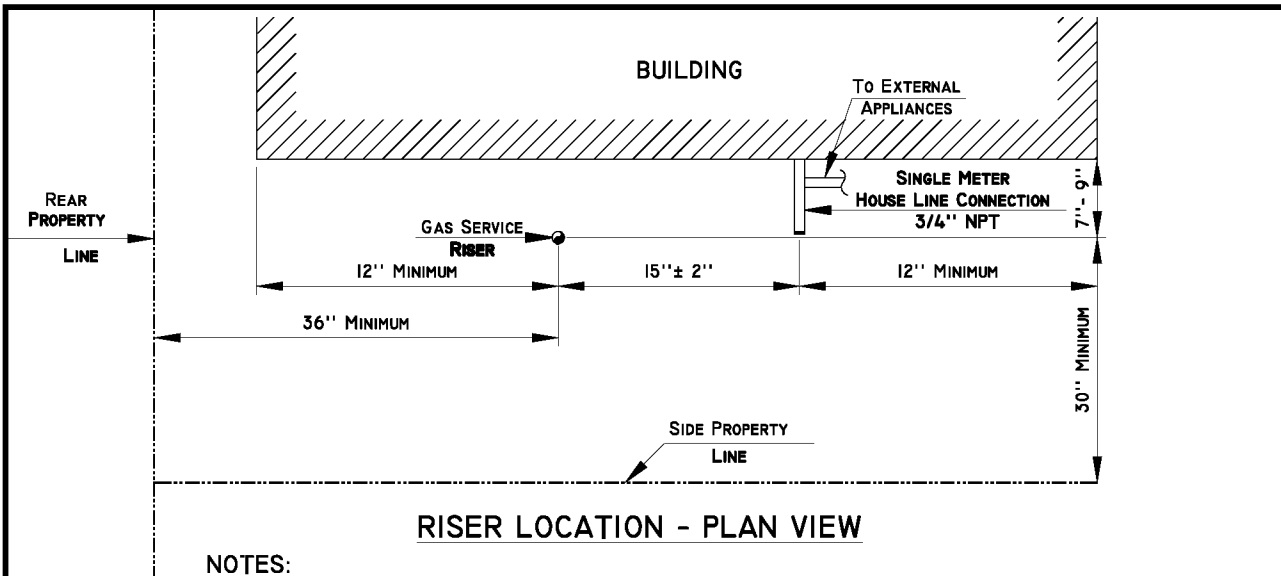 BUILDING
TO EXTERNAL
APPLIANCES
SINGLE METER
HOUSE LINE CONNECTION
3/4'' NPT
7''- 9''
REAR
PROPERTY
LINE
GAS SERVICE
RISER
12'' MINIMUM
15''± 2''
12'' MINIMUM
36'' MINIMUM
30'' MINIMUM
SIDE PROPERTY
LINE
RISER LOCATION - PLAN VIEW
NOTES: